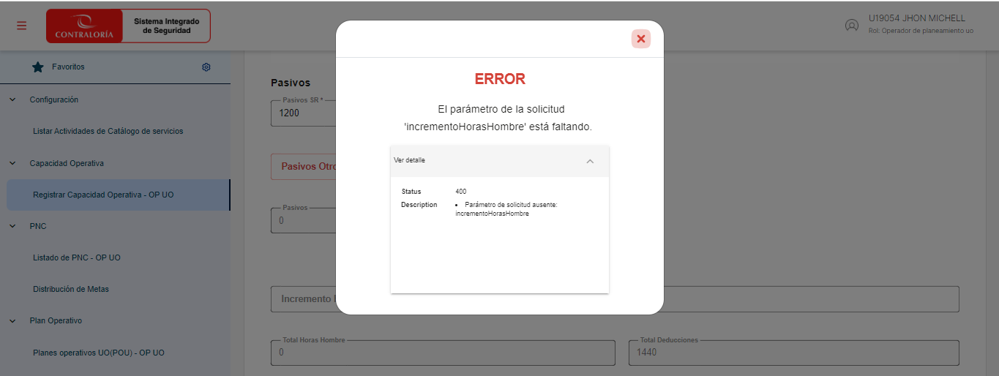 CONTRALORÍA
Sistema Integrado
de Seguridad
U19054 JHON MICHELL
Rol: Operador de planeamiento uo
Favoritos
Configuración
Listar Actividades de Catálogo de servicios
Capacidad Operativa
Registrar Capacidad Operativa - OP UO
PNC
Listado de PNC - OP UO
Distribución de Metas
Plan Operativo
Planes operativos UO(POU) - OP UO
Pasivos
Pasivos SR *
1200
Pasivos Otro
Pasivos
0
Incremento
Total Horas Hombre
0
Total Deducciones
1440
ERROR
El parámetro de la solicitud
'incrementoHorasHombre' está faltando.
Ver detalle
Status 400
Description • Parámetro de solicitud ausente:
incrementoHorasHombre